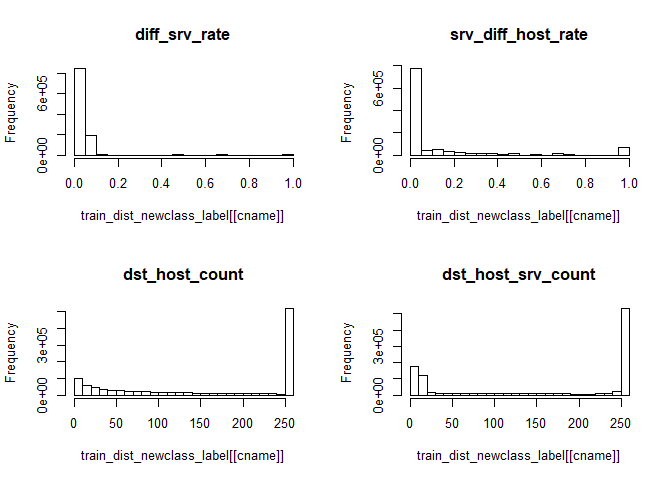 diff_srv_rate
Frequency
0e+00 6e+05
0.0 0.2 0.4 0.6 0.8 1.0
train_dist_newclass_label[[cname]]
srv_diff_host_rate
Frequency
0e+00 6e+05
0.0 0.2 0.4 0.6 0.8 1.0
train_dist_newclass_label[[cname]]
dst_host_count
Frequency
0e+00 3e+05
0 50 100 150 200 250
train_dist_newclass_label[[cname]]
dst_host_srv_count
Frequency
0e+00 3e+05
0 50 100 150 200 250
train_dist_newclass_label[[cname]]